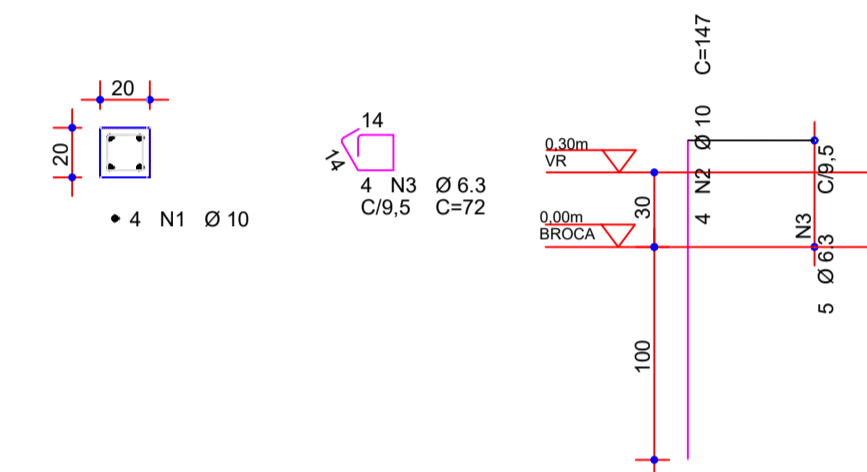 20
20
• 4 N1 Ø 10
14
14
4 N3 Ø 6.3
C/9,5 C=72
0,30m
VR
0,00m
BROCA
30
100
4 N2 Ø 10 C=147
N3
5 Ø 6.3 C/9,5